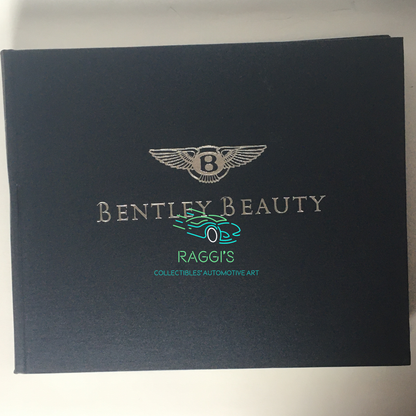 B
BENTLEY BEAUTY
RAGGI'S
COLLECTIBLES' AUTOMOTIVE ART